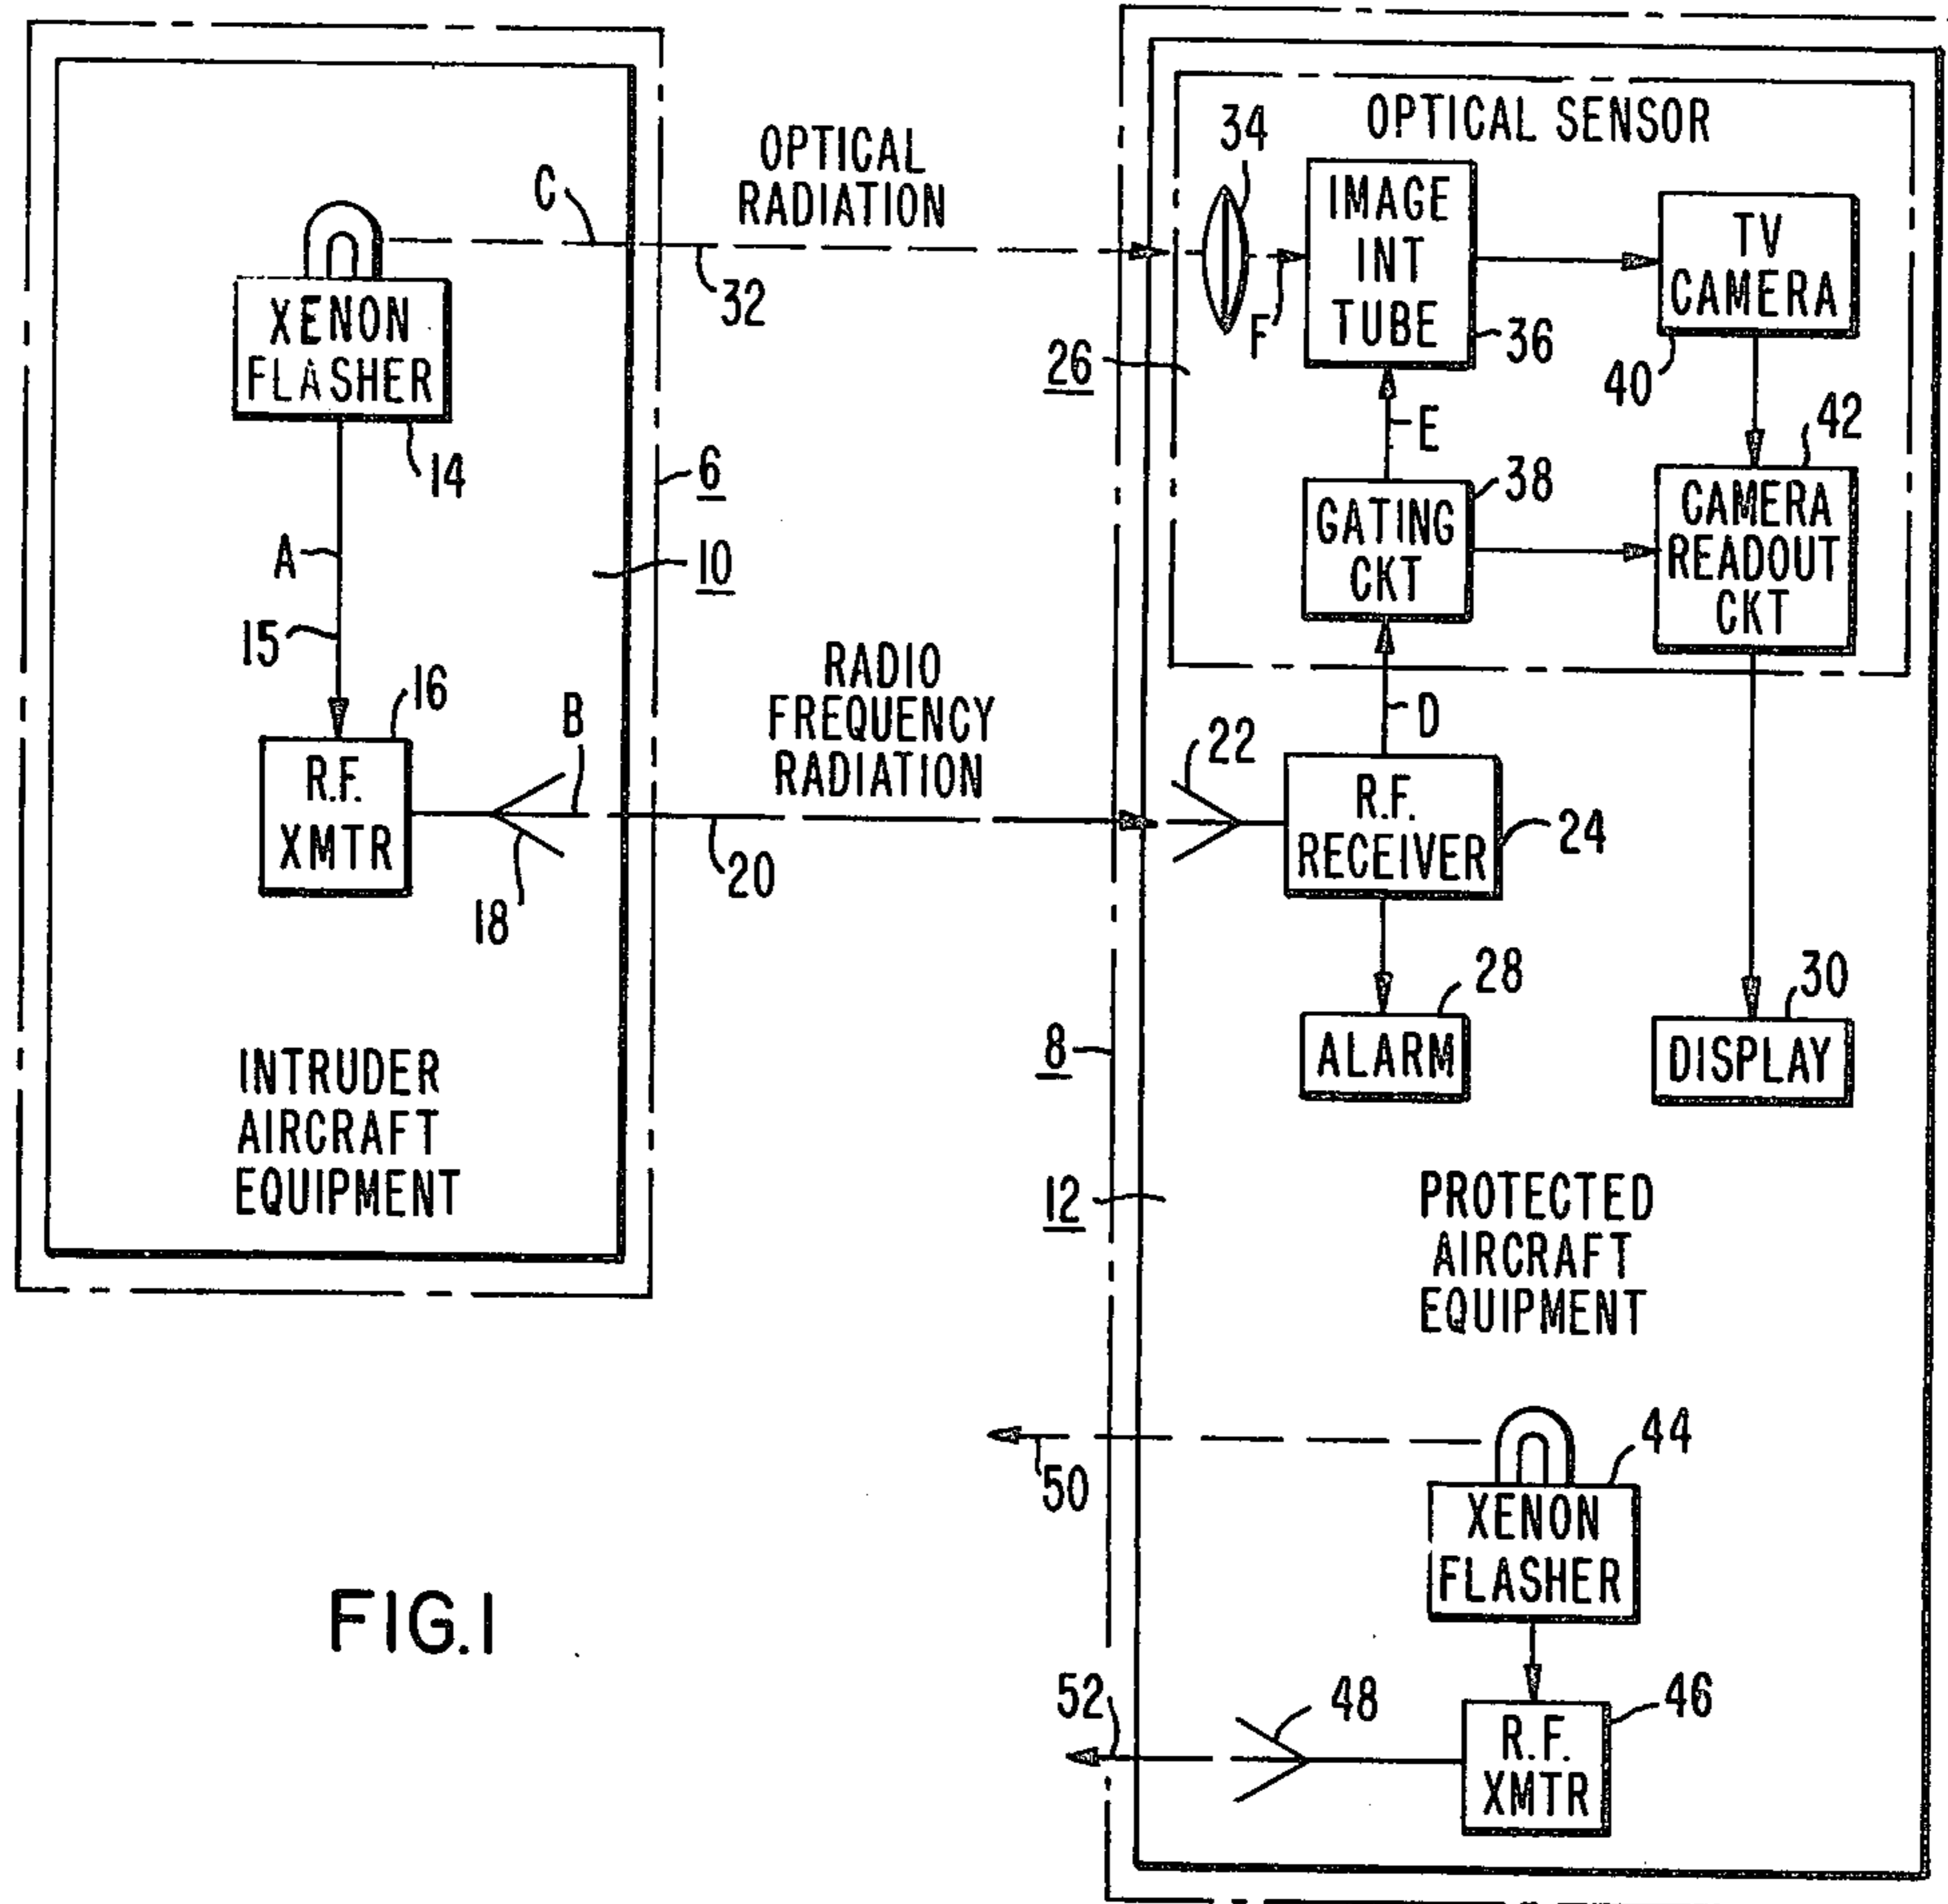 OPTICAL SENSOR
34
OPTICAL
RADIATION
C
32
XENON
FLASHER
14
IMAGE
INT
TUBE
36
F
TV
CAMERA
40
26
E
42
6
10
A
15
GATING
CKT
38
CAMERA
READOUT
CKT
D
16
R.F.
XMTR
B
18
RADIO
FREQUENCY
RADIATION
20
22
R.F.
RECEIVER
24
28
ALARM
30
DISPLAY
8
12
INTRUDER
AIRCRAFT
EQUIPMENT
PROTECTED
AIRCRAFT
EQUIPMENT
50
44
XENON
FLASHER
52
48
46
R.F.
XMTR
FIG.1